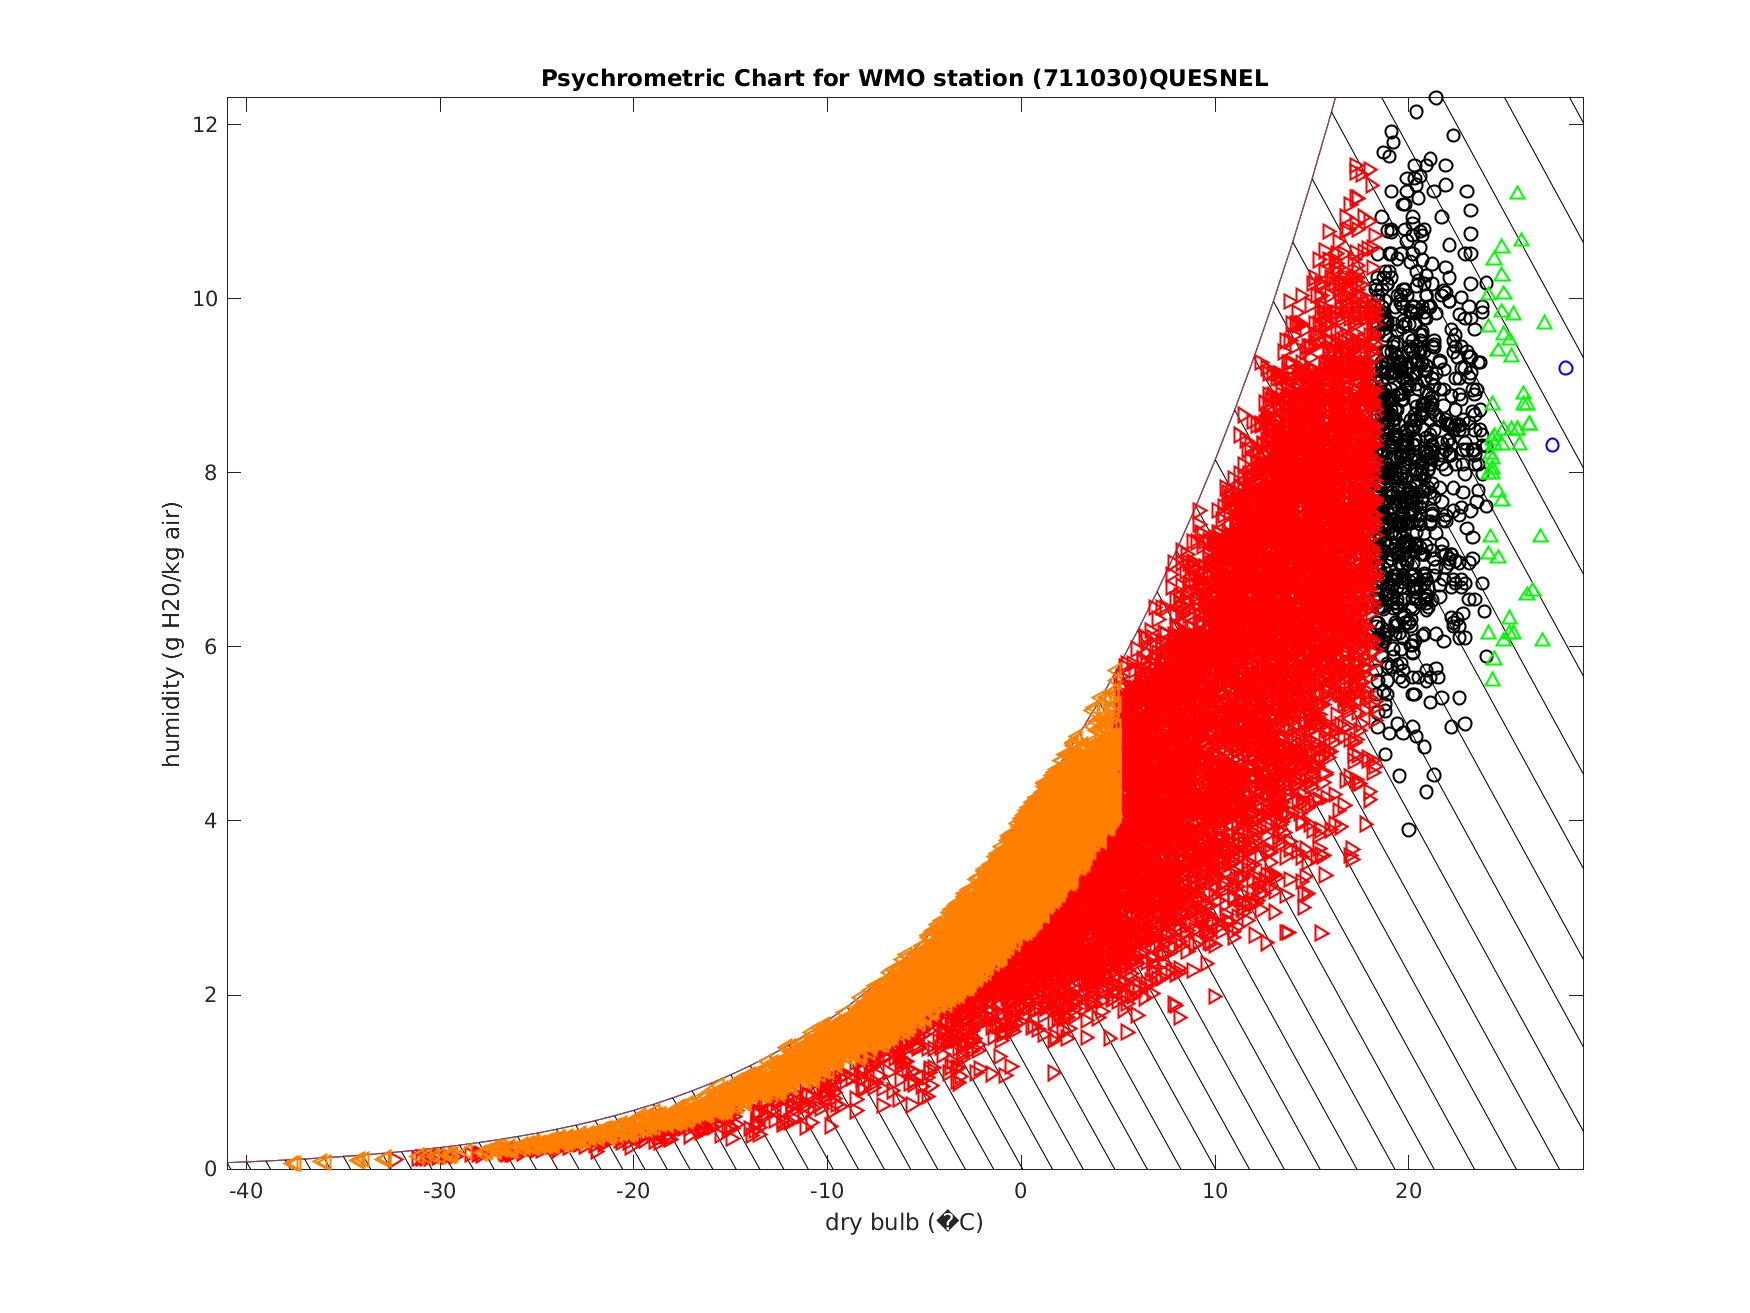 Psychrometric Chart for WMO station (711030)QUESNEL
12
10
8
6
4
2
0
humidity (g H20/kg air)
-40 -30 -20 -10 0 10 20
dry bulb (�C)